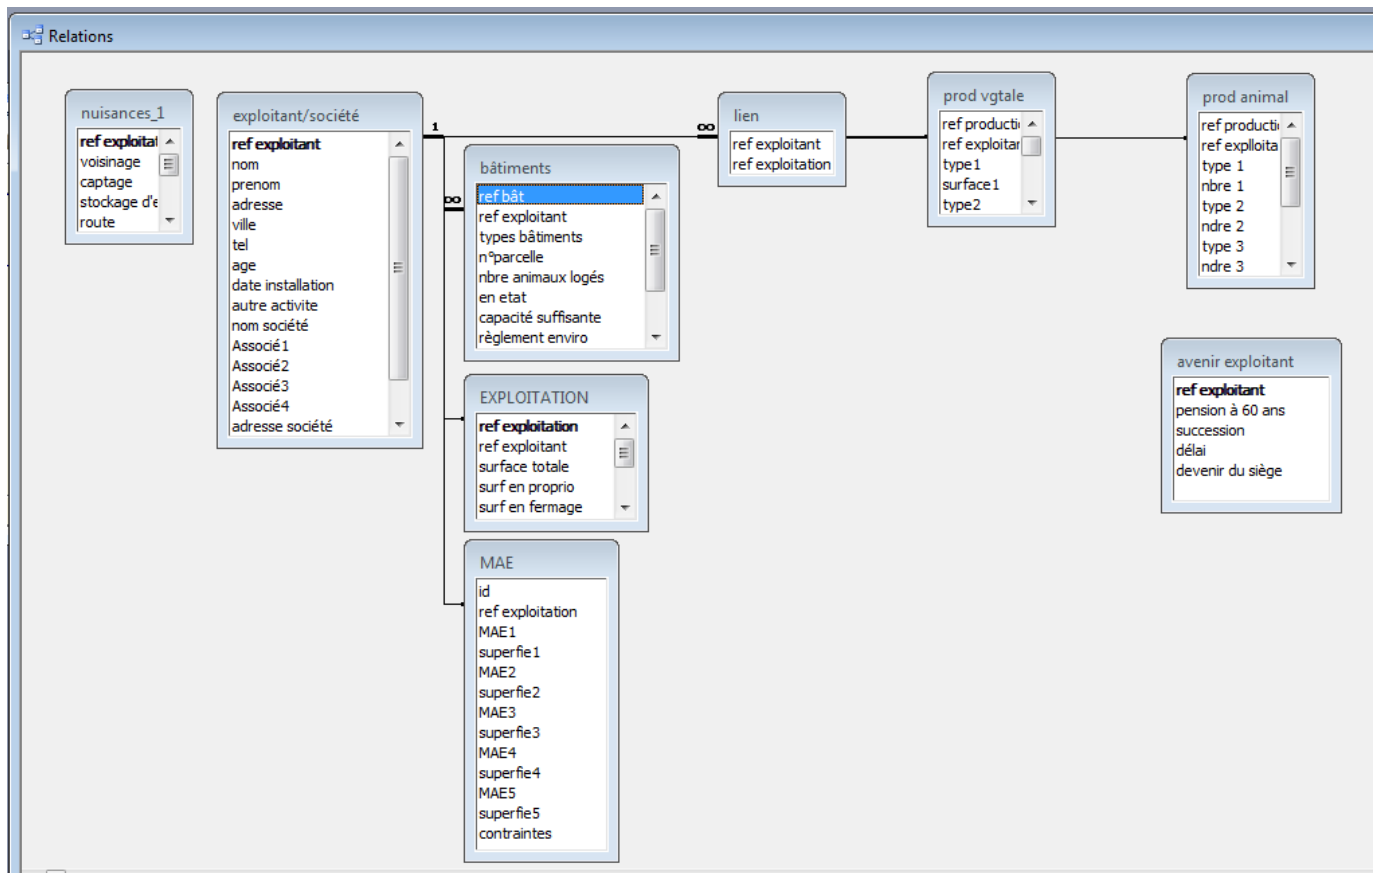 Relations
nuisances_1
ref exploitat
voisinage
captage
stockage d'e
route
exploitant/société
ref exploitant
nom
prenom
adresse
ville
tel
age
date installation
autre activite
nom société
Associé1
Associé2
Associé3
Associé4
adresse société
1
∞
∞
bâtiments
ref bât
ref exploitant
types bâtiments
n°parcelle
nbre animaux logés
en etat
capacité suffisante
règlement enviro
EXPLOITATION
ref exploitation
ref exploitant
surface totale
surf en proprio
surf en fermage
MAE
id
ref exploitation
MAE1
superfie1
MAE2
superfie2
MAE3
superfie3
MAE4
superfie4
MAE5
superfie5
contraintes
lien
ref exploitant
ref exploitation
prod vgtale
ref producti
ref exploitar
type1
surface1
type2
prod animal
ref producti
ref explloita
type 1
nbre 1
type 2
ndre 2
type 3
ndre 3
avenir exploitant
ref exploitant
pension à 60 ans
succession
délai
devenir du siège